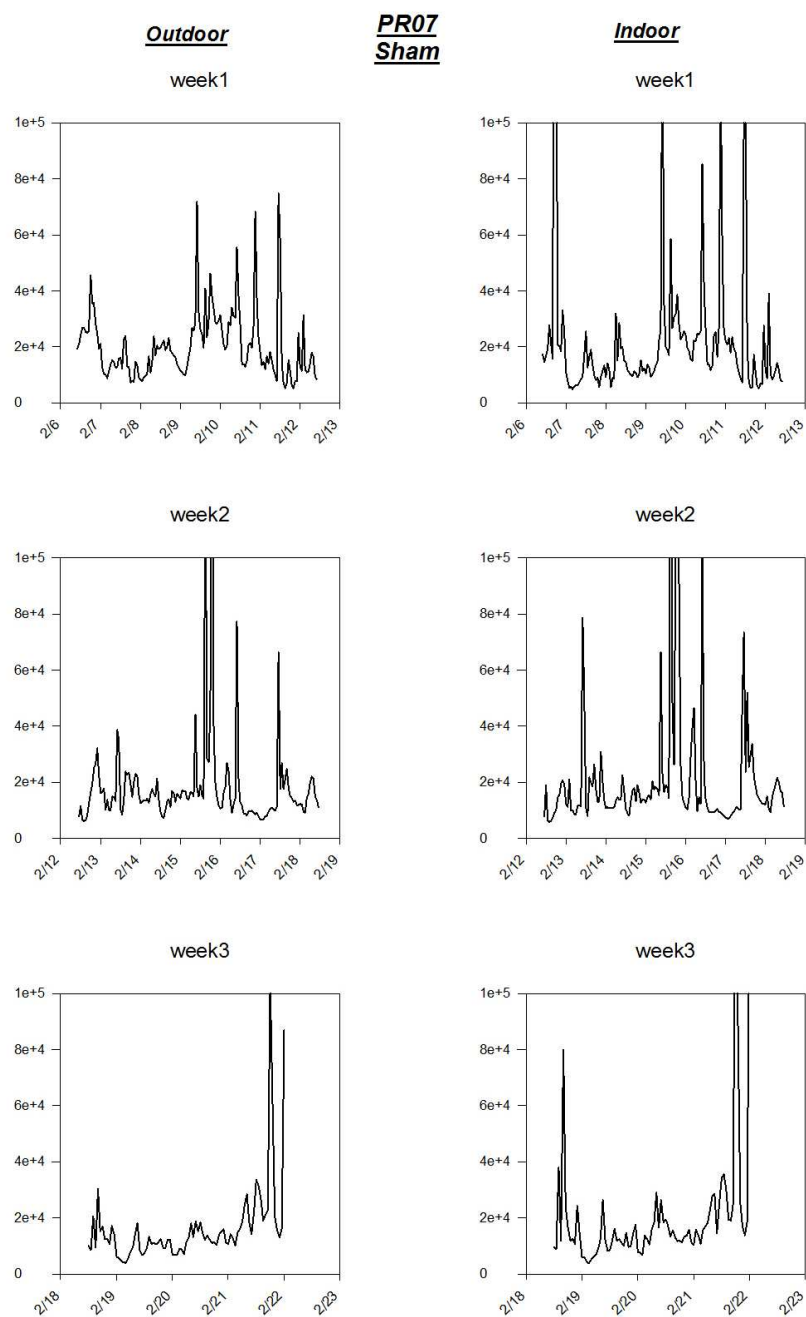 PR07
Sham
Outdoor
Indoor
week1
week1
1e+5
8e+4
6e+4
4e+4
2e+4
0
2/6
2/7
2/8
2/9
2/10
2/11
2/12
2/13
1e+5
8e+4
6e+4
4e+4
2e+4
0
2/6
2/7
2/8
2/9
2/10
2/11
2/12
2/13
week2
week2
1e+5
8e+4
6e+4
4e+4
2e+4
0
2/12
2/13
2/14
2/15
2/16
2/17
2/18
2/19
1e+5
8e+4
6e+4
4e+4
2e+4
0
2/12
2/13
2/14
2/15
2/16
2/17
2/18
2/19
week3
week3
1e+5
8e+4
6e+4
4e+4
2e+4
0
2/18
2/19
2/20
2/21
2/22
2/23
1e+5
8e+4
6e+4
4e+4
2e+4
0
2/18
2/19
2/20
2/21
2/22
2/23